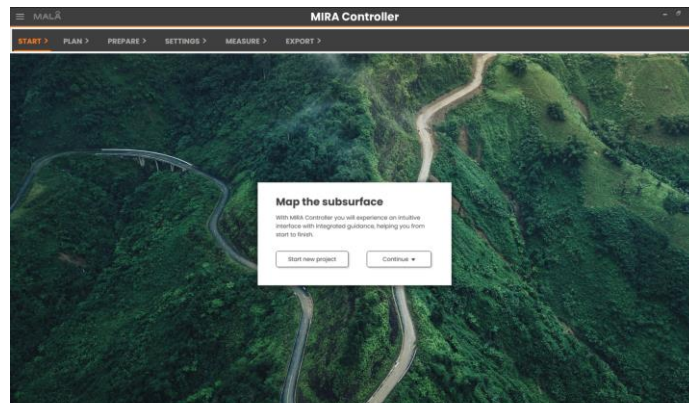 MALÅ
MIRA Controller
START > PLAN > PREPARE > SETTINGS > MEASURE > EXPORT >
Map the subsurface
With MIRA Controller you will experience an intuitive
interface with integrated guidance, helping you from
start to finish.
Start new project
Continue